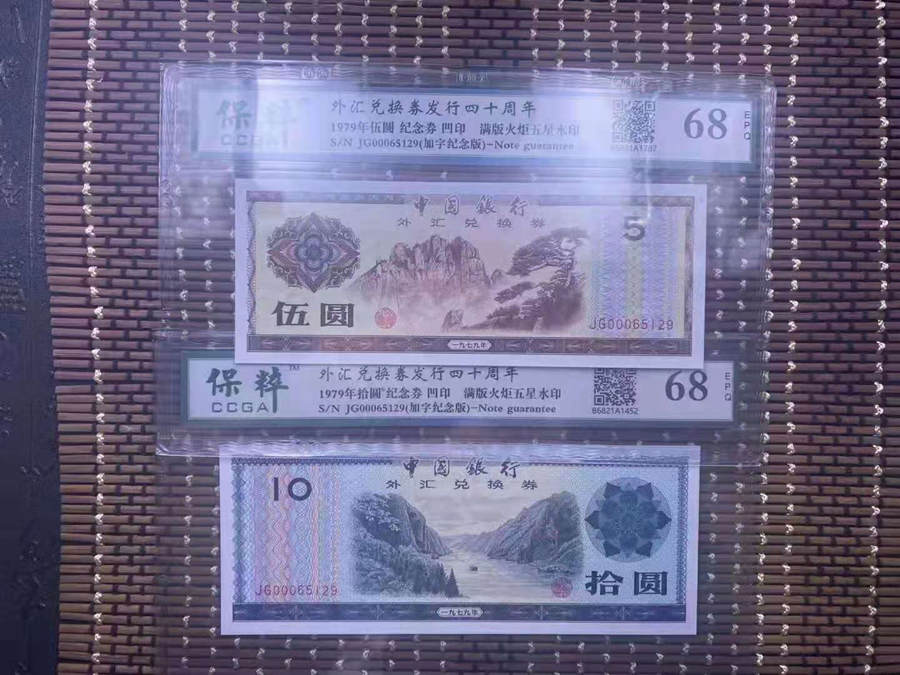 保粹
CCGA
外汇兑换券发行四十周年
1979年伍圆 纪念券 凹印 满版火炬五星水印
S/N JG00065129(加字纪念版)-Note guarantee
B6821A1787
68
EPQ
中国银行
外汇兑换券
5
伍圆
JG00065129
一九七九年
保粹™
CCGA
外汇兑换券发行四十周年
1979年拾圆 纪念券 凹印 满版火炬五星水印
S/N JG00065129(加字纪念版)-Note guarantee
B6821A1452
68
EPQ
中国银行
外汇兑换券
10
JG00065129
拾圆
一九七九年